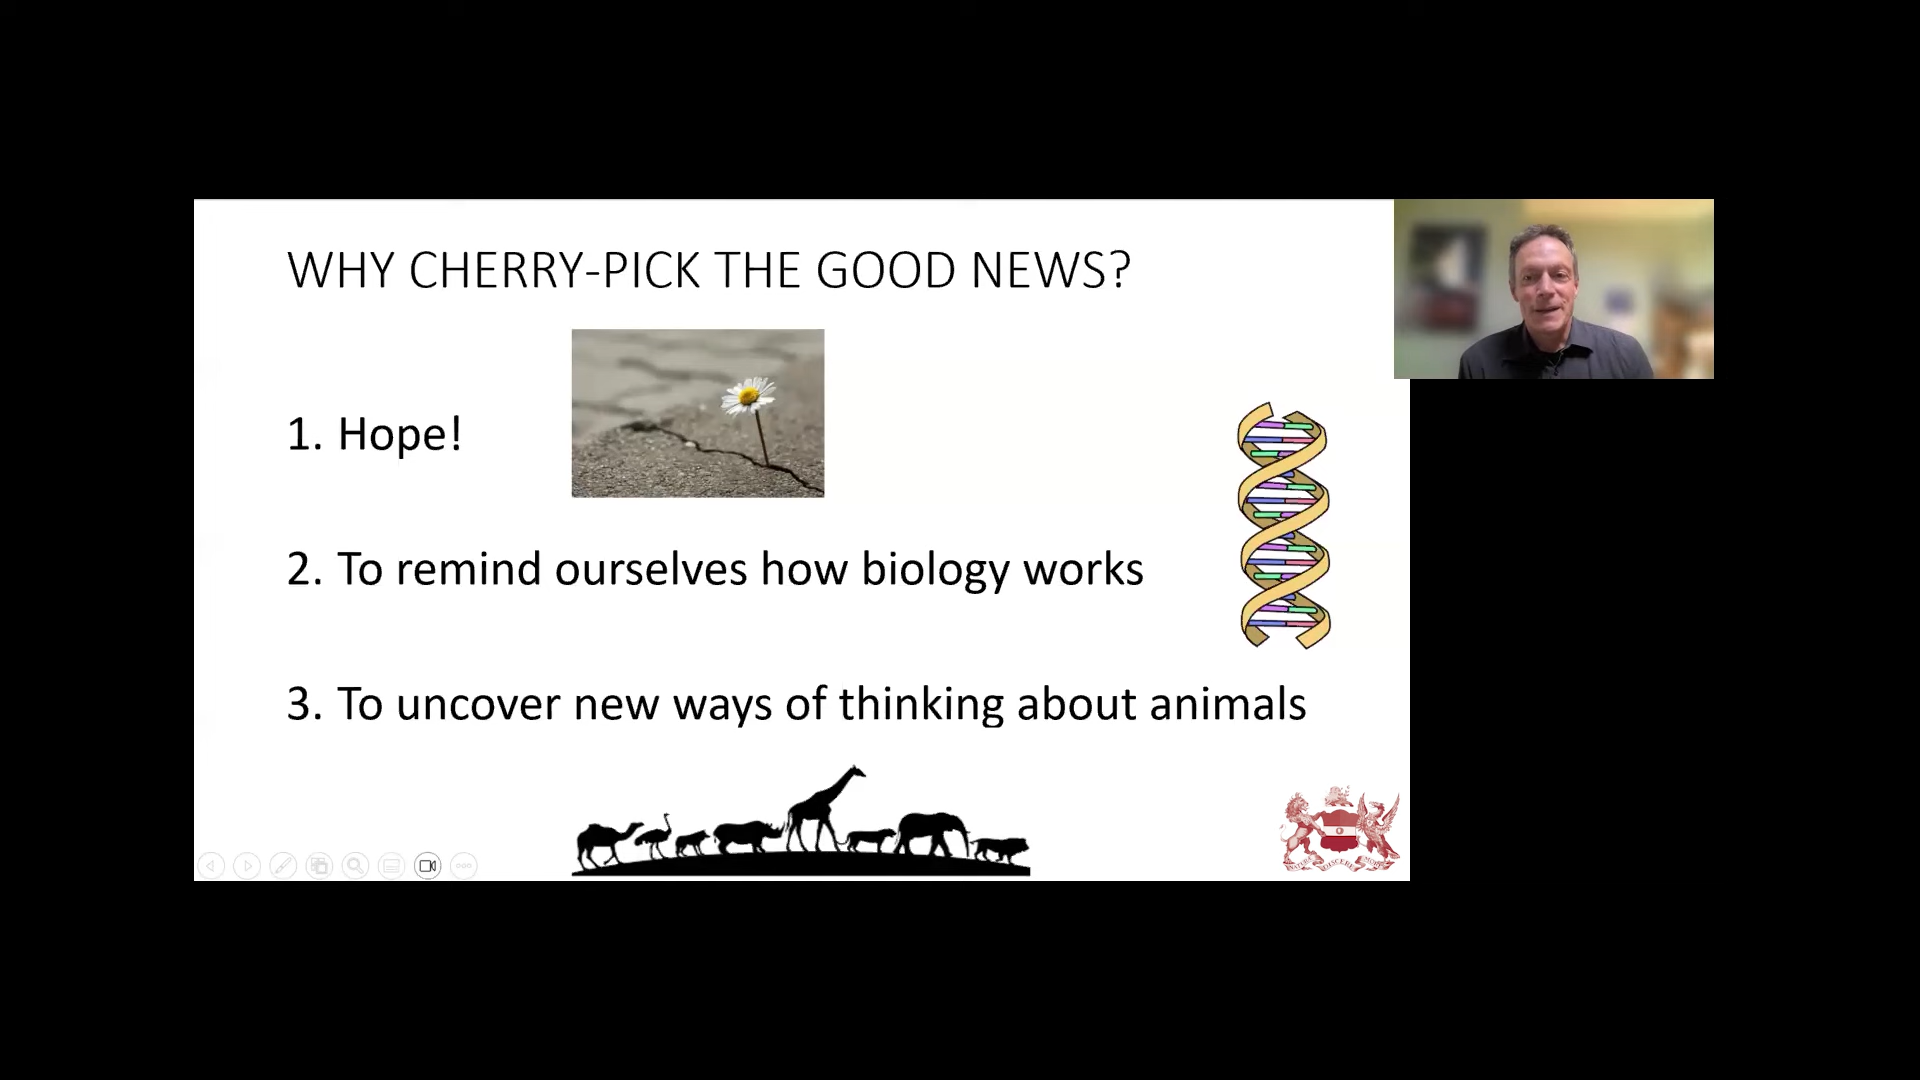 WHY CHERRY-PICK THE GOOD NEWS?
1. Hope!
2. To remind ourselves how biology works
3. To uncover new ways of thinking about animals
DISCERE